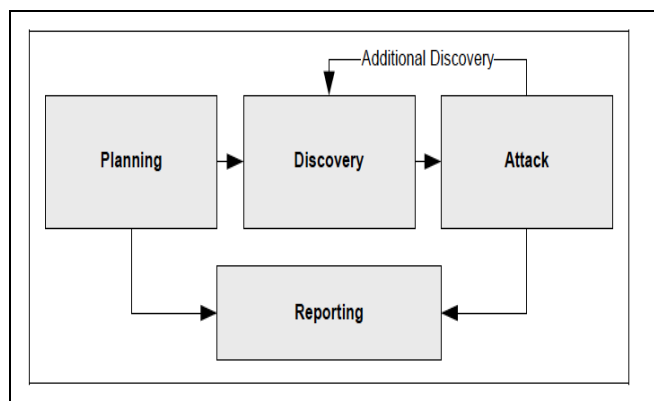 Additional Discovery
Planning
Discovery
Attack
Reporting